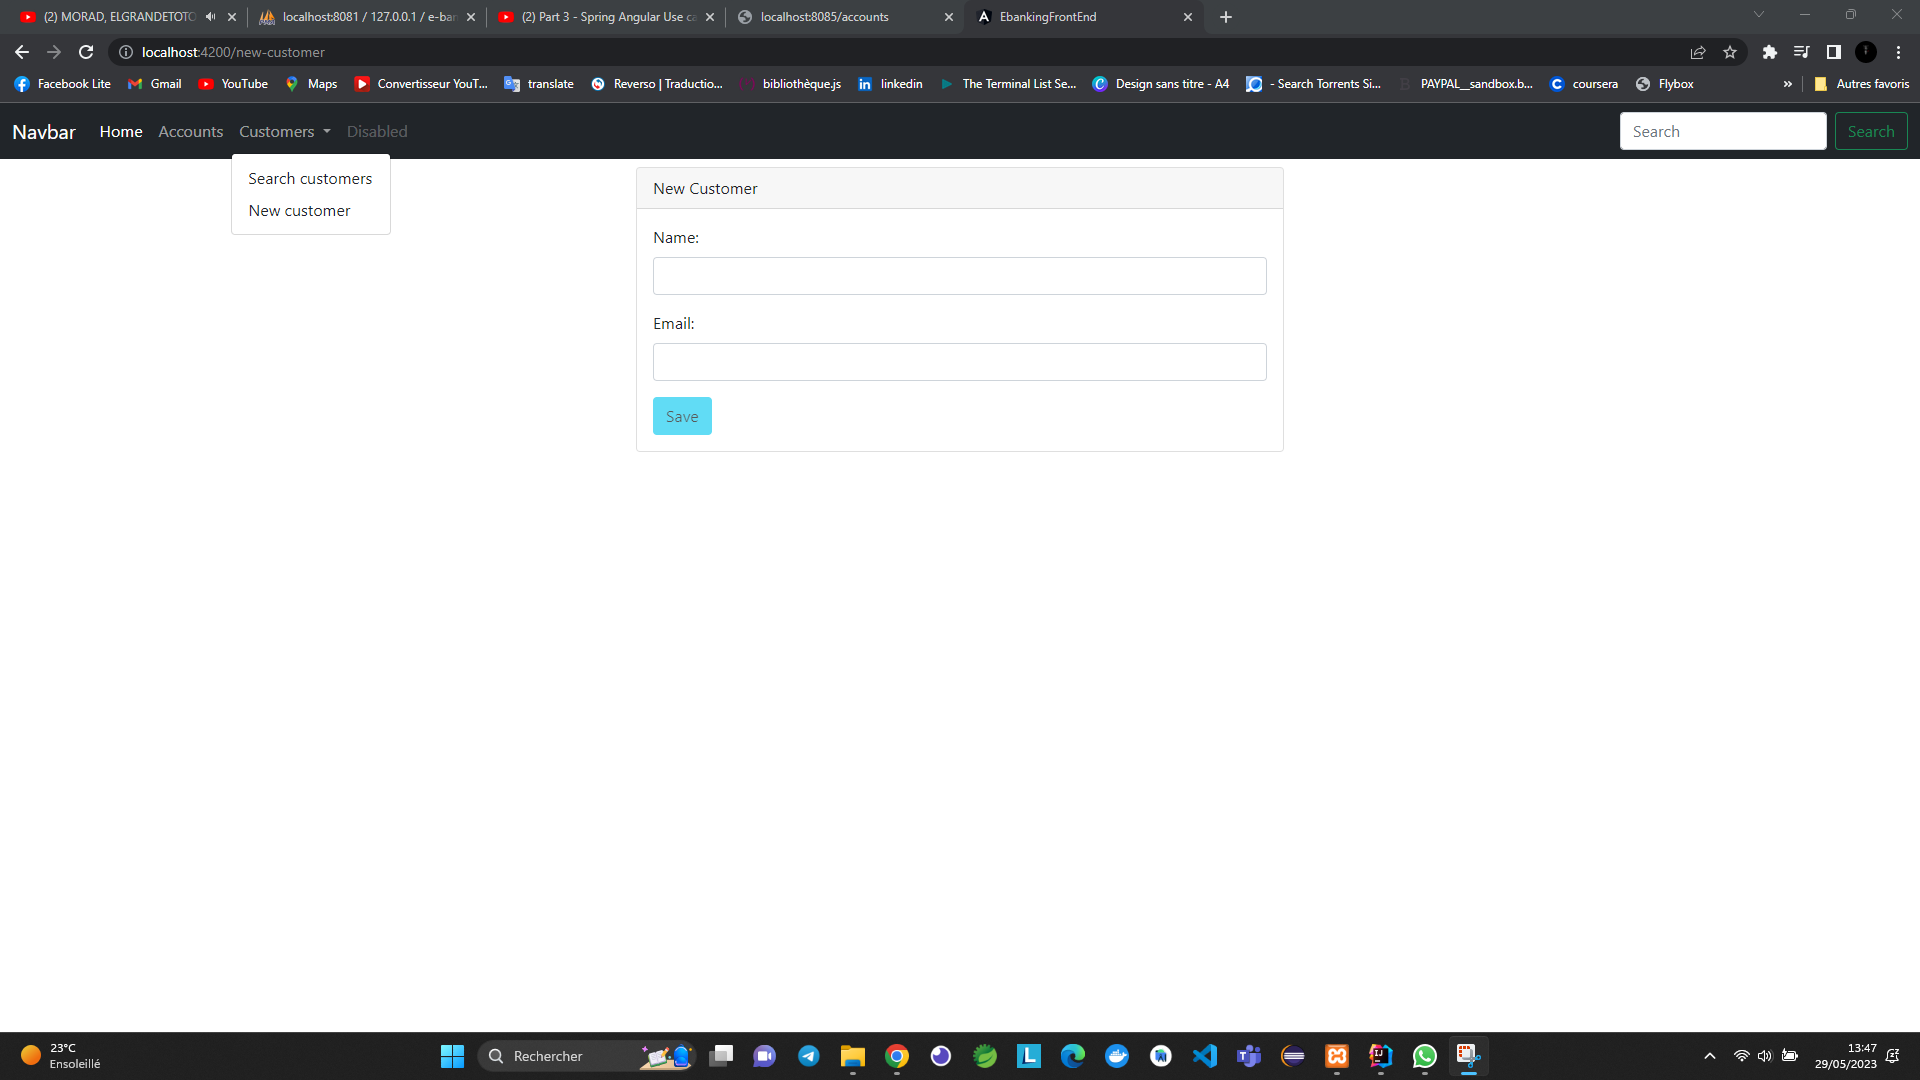 (2) MORAD, ELGRANDETOTO
localhost:8081 / 127.0.0.1 / e-ban
(2) Part 3 - Spring Angular Use ca
localhost:8085/accounts
EbankingFrontEnd
localhost:4200/new-customer
Facebook Lite
Gmail
YouTube
Maps
Convertisseur YouT...
translate
Reverso | Traductio...
bibliothèque.js
linkedin
The Terminal List Se...
Design sans titre - A4
- Search Torrents Si...
PAYPAL_sandbox.b...
coursera
Flybox
»
Autres favoris
Navbar
Home
Accounts
Customers
Disabled
Search
Search
Search customers
New customer
New Customer
Name:
Email:
Save
23°C
Ensoleillé
Rechercher
13:47
29/05/2023